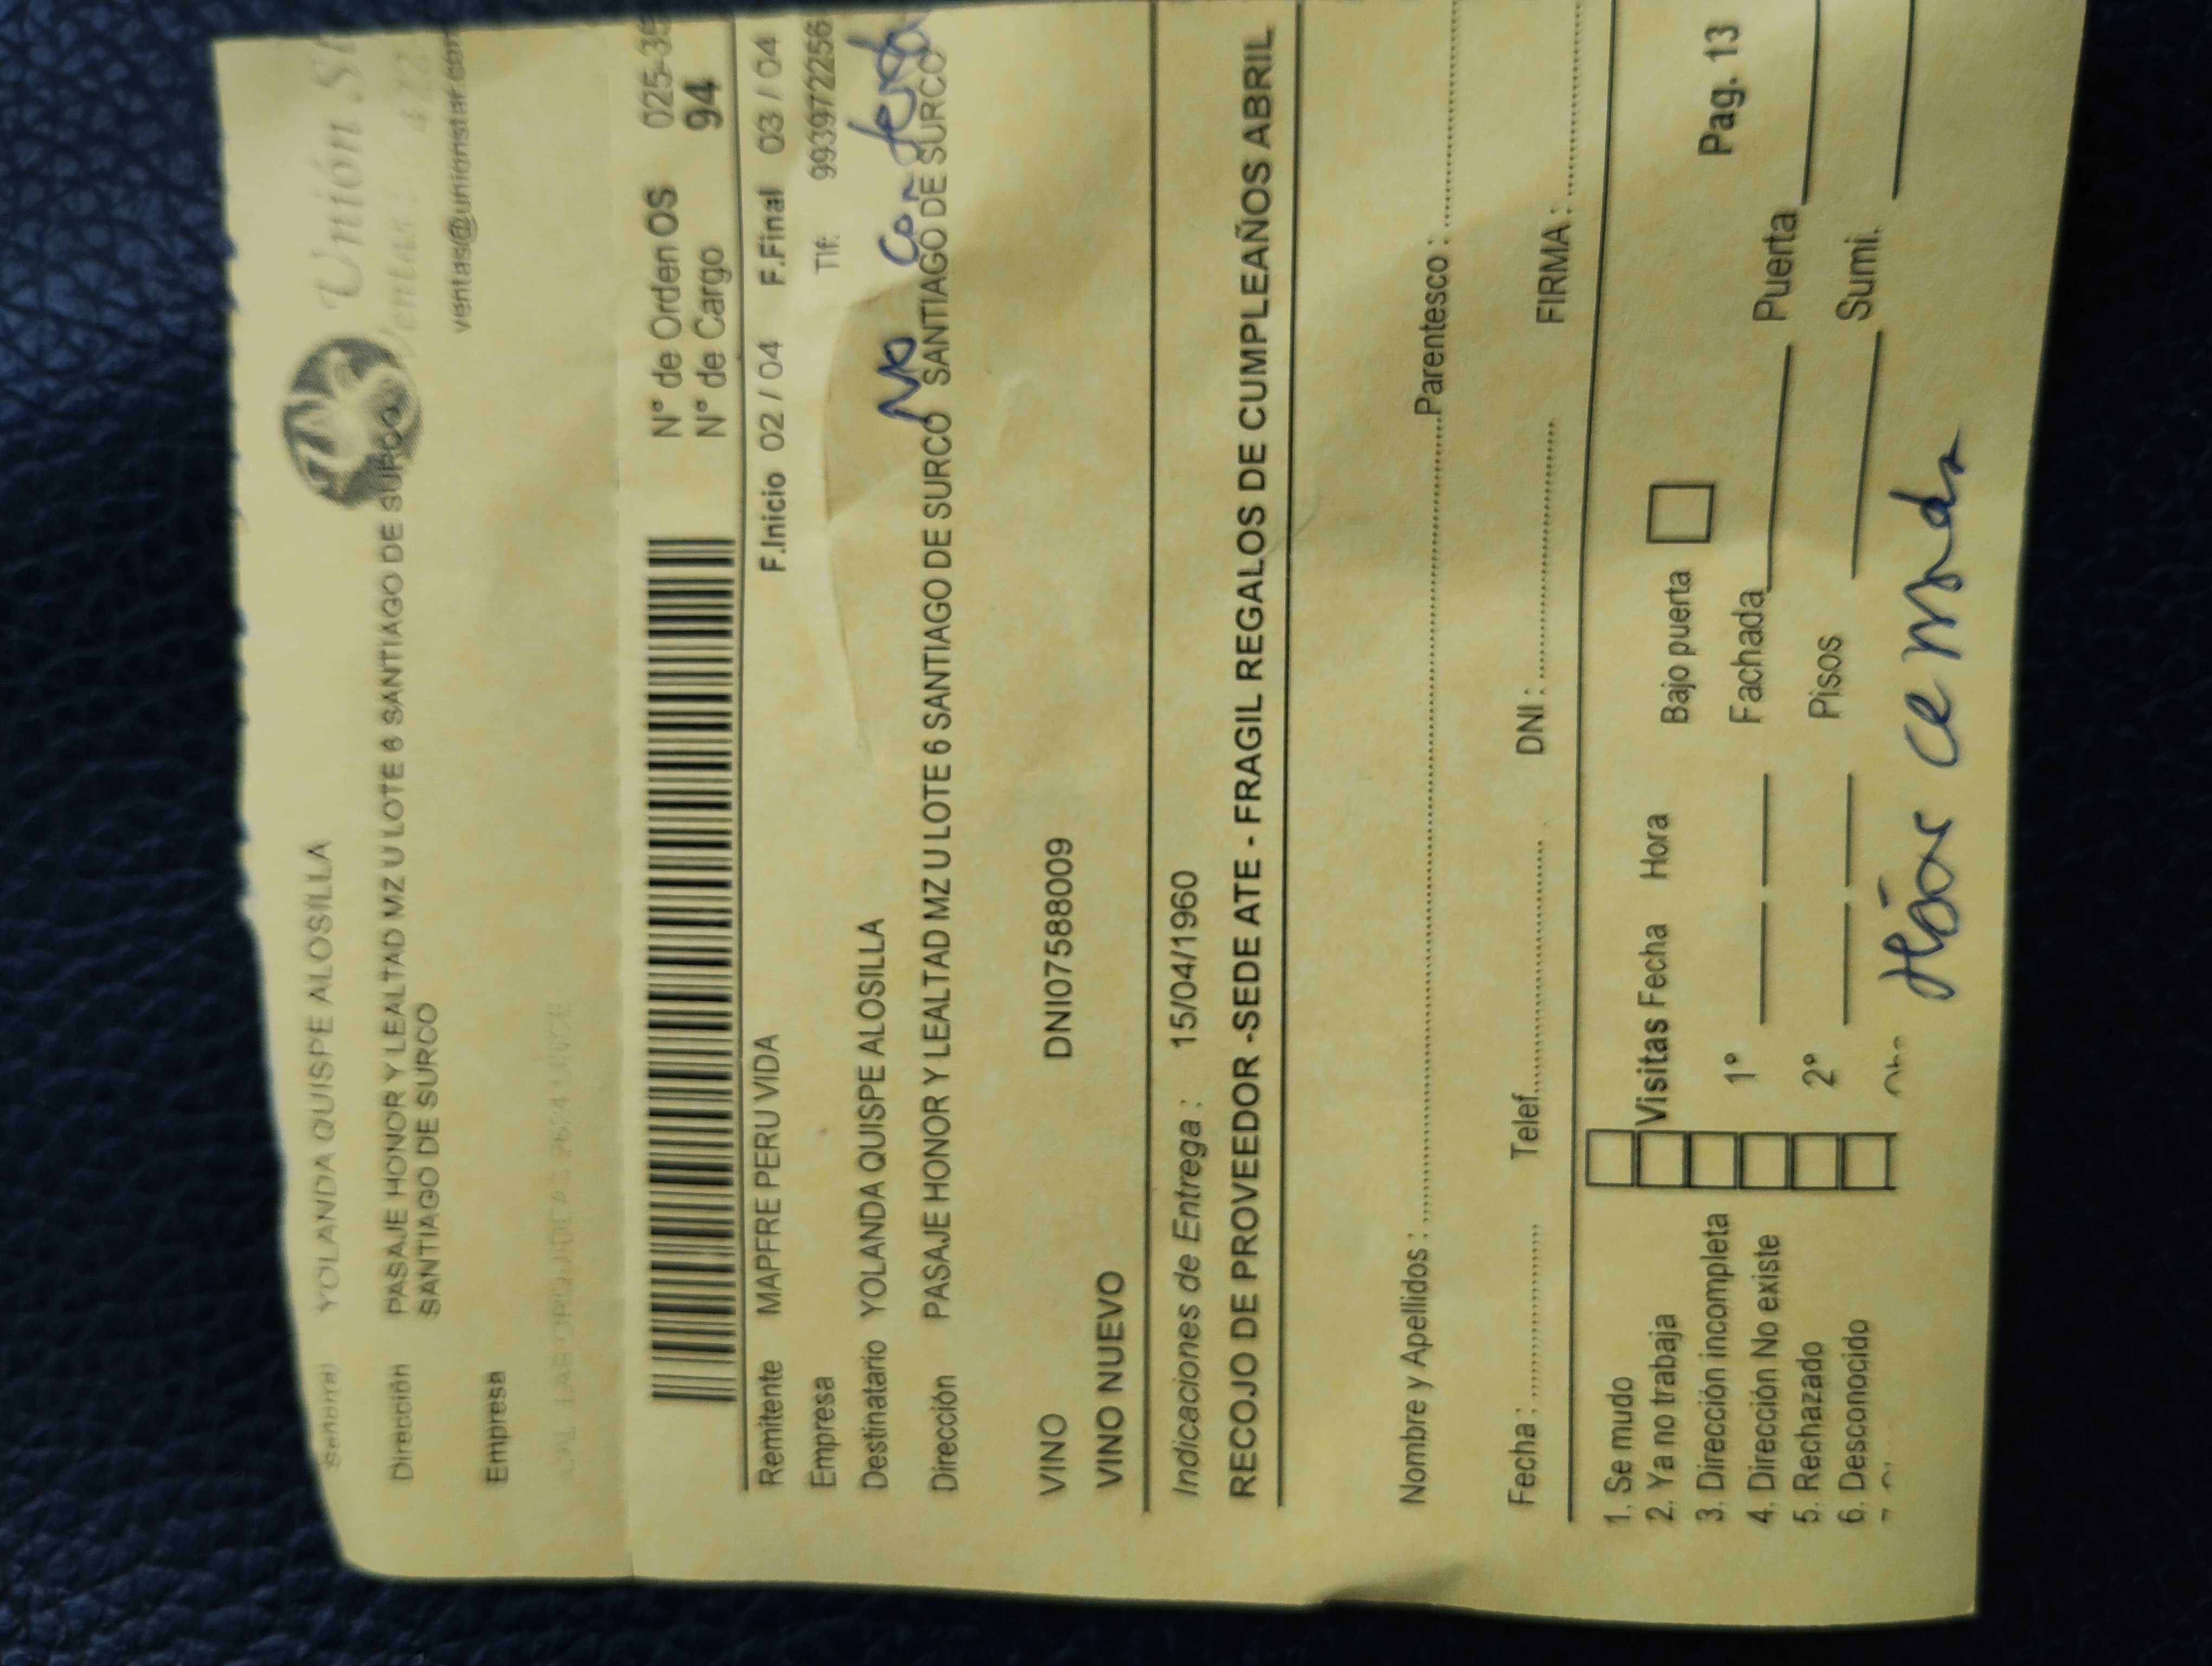 YOLANDA QUISPE ALOSILLA
Unión
Dirección PASAJE HONOR Y LEALTAD MZ U LOTE 6 SANTIAGO DE SURCO
SANTIAGO DE SURCO
ventas@unionstar.com
Empresa
N° de Orden OS 025-35
N° de Cargo 94
Remitente MAPFRE PERU VIDA F.Inicio 02 / 04 F.Final 03 / 04
Empresa Tlf: 993972256
Destinatario YOLANDA QUISPE ALOSILLA
No contesta
Dirección PASAJE HONOR Y LEALTAD MZ U LOTE 6 SANTIAGO DE SURCO SANTIAGO DE SURCO
VINO DNI07588009
VINO NUEVO
Indicaciones de Entrega : 15/04/1960
RECOJO DE PROVEEDOR -SEDE ATE - FRAGIL REGALOS DE CUMPLEAÑOS ABRIL
Nombre y Apellidos : Parentesco :
Fecha : Telef. DNI : FIRMA :
1. Se mudo
2. Ya no trabaja Visitas Fecha Hora Bajo puerta
3. Dirección incompleta 1° Fachada Puerta Pag. 13
4. Dirección No existe
5. Rechazado 2° Pisos Sumi.
6. Desconocido